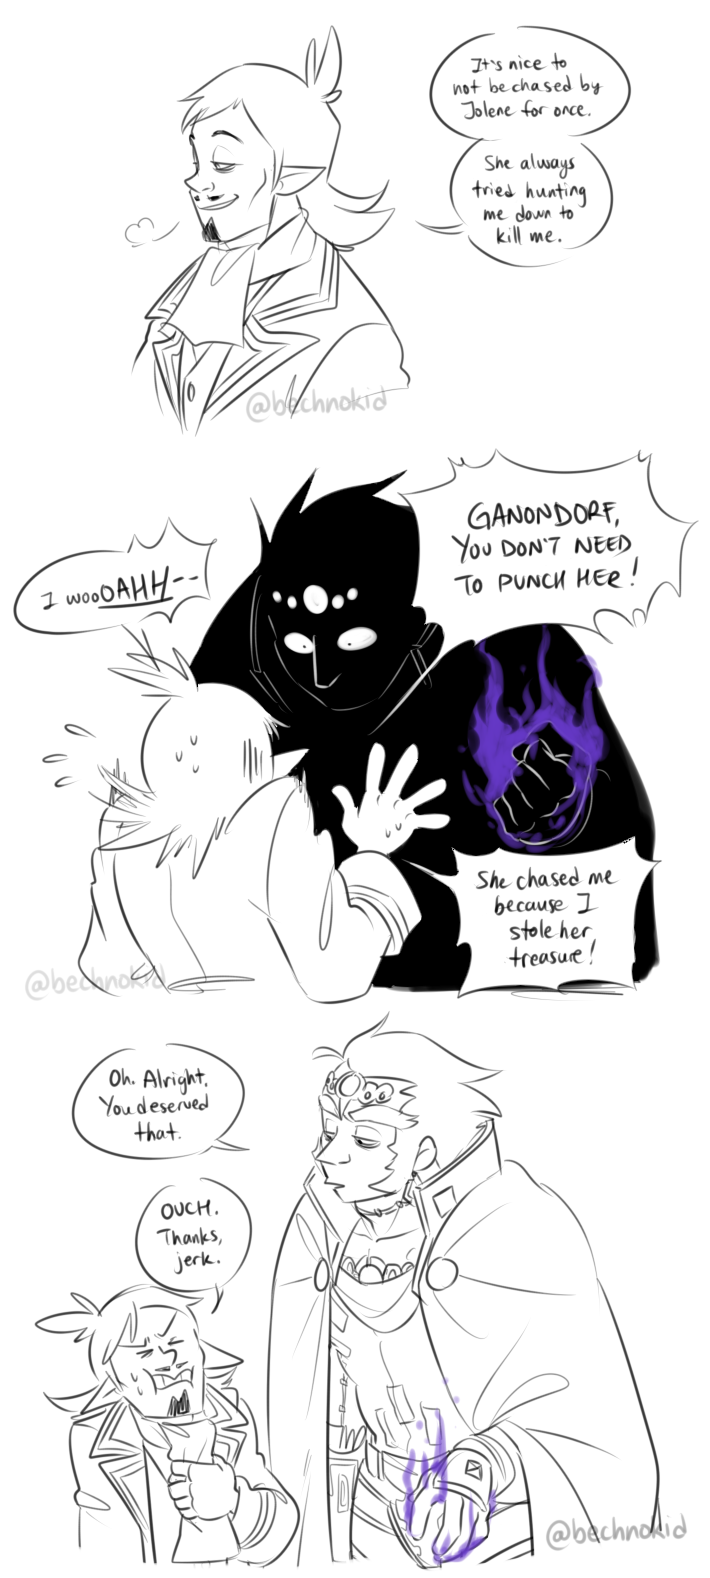 It's nice to
not be chased by
Jolene for once.
She always
tried hunting
me down to
kill me.
@bechnokid
GANONDORF,
YOU DON'T NEED
TO PUNCH HER!
I wooOAHH--
She chased me
because I
stole her
treasure!
@bechnokid
Oh. Alright.
You deserved
that.
OUCH.
Thanks,
jerk.
@bechnokid